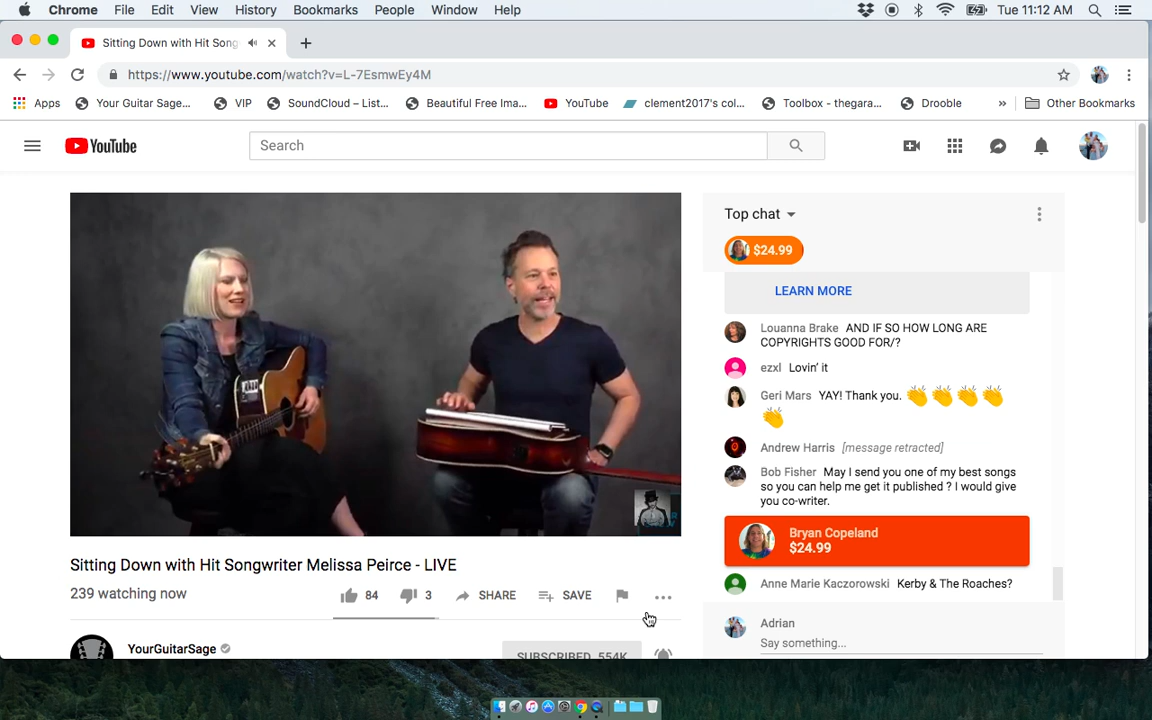 Chrome File Edit View History Bookmarks People Window Help Tue 11:12 AM
Sitting Down with Hit Song
https://www.youtube.com/watch?v=L-7EsmwEy4M
Apps Your Guitar Sage... VIP SoundCloud – List... Beautiful Free Ima... YouTube clement2017's col... Toolbox - thegara... Drooble » Other Bookmarks
YouTube Search
Top chat
$24.99
LEARN MORE
Louanna Brake AND IF SO HOW LONG ARE
COPYRIGHTS GOOD FOR/?
ezxl Lovin' it
Geri Mars YAY! Thank you. 👏👏👏👏
👏
Andrew Harris [message retracted]
Bob Fisher May I send you one of my best songs
so you can help me get it published ? I would give
you co-writer.
Bryan Copeland
$24.99
Anne Marie Kaczorowski Kerby & The Roaches?
Adrian
Say something...
Sitting Down with Hit Songwriter Melissa Peirce - LIVE
239 watching now 84 3 SHARE SAVE
YourGuitarSage
SUBSCRIBED 554K